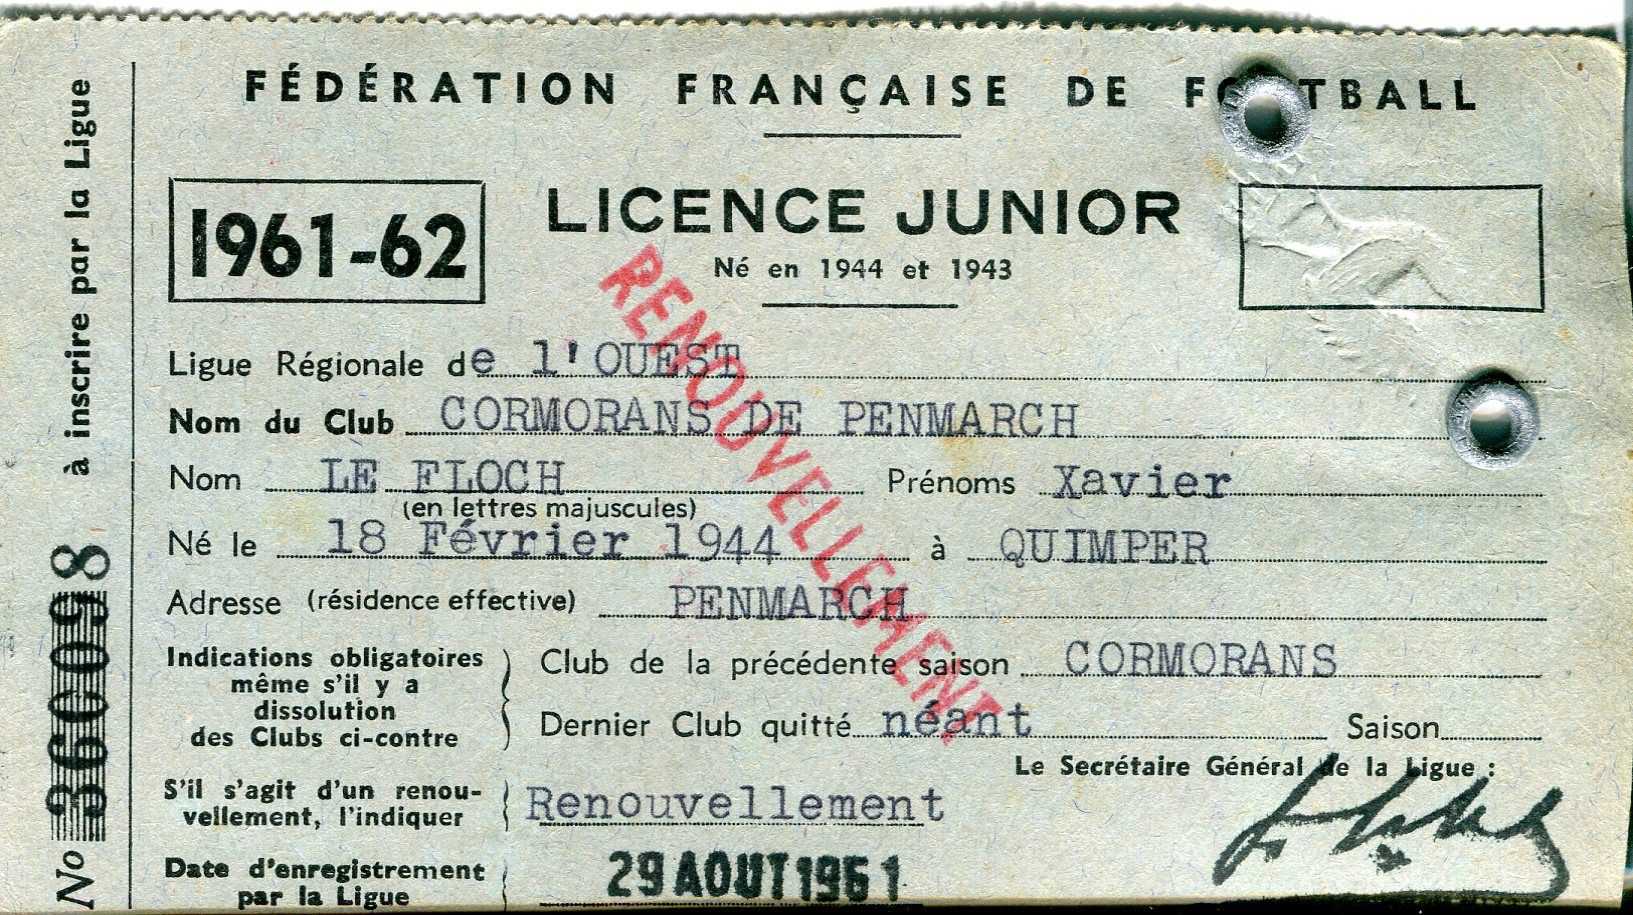 FÉDÉRATION FRANÇAISE DE FOOTBALL
1961-62
LICENCE JUNIOR
Né en 1944 et 1943
RENOUVELLEMENT
Ligue Régionale de l'OUEST
Nom du Club CORMORANS DE PENMARCH
Nom LE FLOCH Prénoms Xavier
(en lettres majuscules)
Né le 18 Février 1944 à QUIMPER
Adresse (résidence effective) PENMARCH
Indications obligatoires
même s'il y a
dissolution
des Clubs ci-contre
Club de la précédente saison CORMORANS
Dernier Club quitté néant Saison
Le Secrétaire Général de la Ligue :
S'il s'agit d'un renou-
vellement, l'indiquer
Renouvellement
Date d'enregistrement
par la Ligue
29 AOUT 1961
No 360098 à inscrire par la Ligue